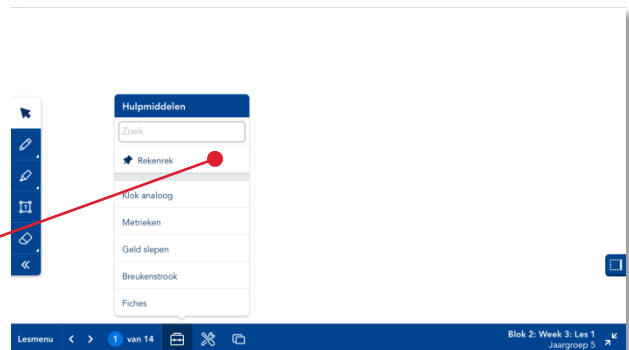 Hulpmiddelen
Zoek
Rekenrek
Klok analoog
Metrieken
Geld slepen
Breukenstrook
Fiches
T
Lesmenu 1 van 14
Blok 2: Week 3: Les 1
Jaargroep 5